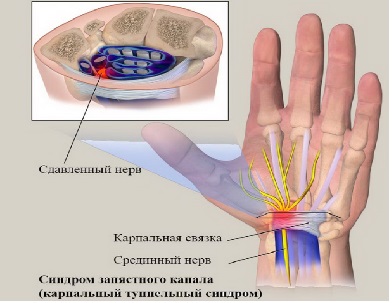 Сдавленный нерв
Карпальная связка
Срединный нерв
Синдром запястного канала
(карпальный туннельный синдром)